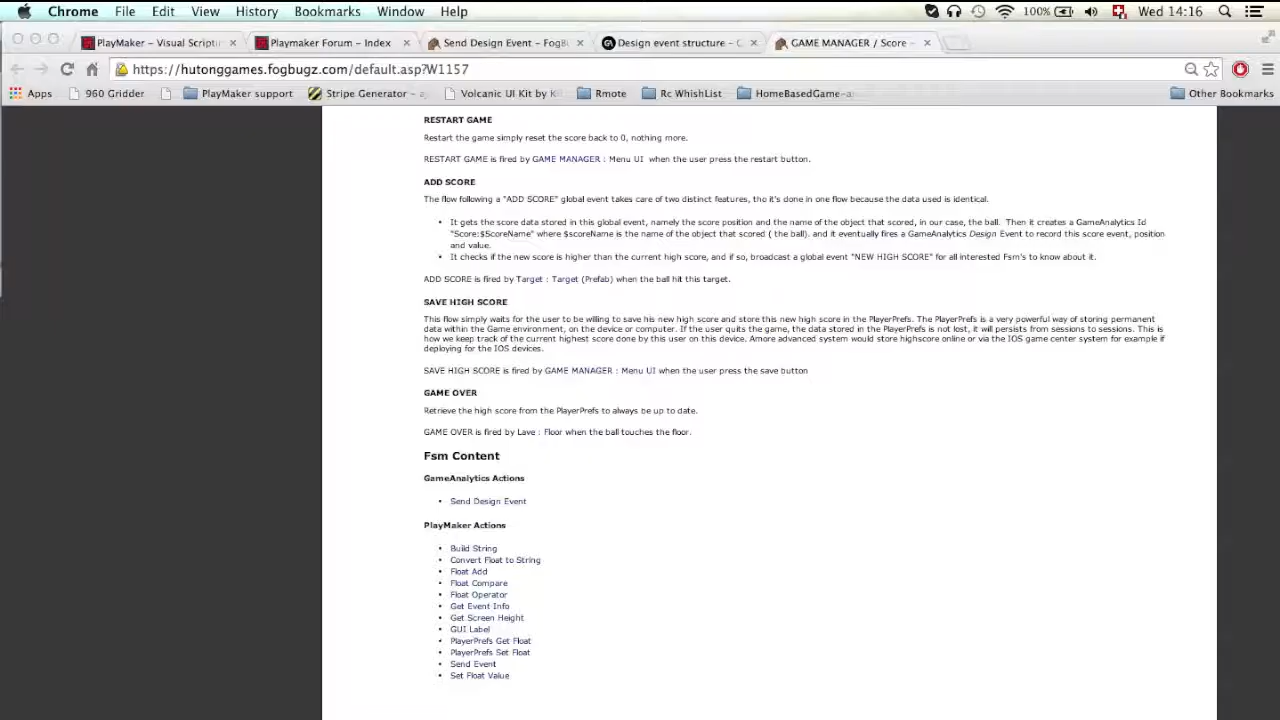 Chrome File Edit View History Bookmarks Window Help 100% Wed 14:16
PlayMaker – Visual Scripti Playmaker Forum - Index Send Design Event – FogBu Design event structure – G GAME MANAGER / Score –
https://hutonggames.fogbugz.com/default.asp?W1157
Apps 960 Gridder PlayMaker support Stripe Generator – a Volcanic UI Kit by Ki Rmote Rc WhishList HomeBasedGame-a Other Bookmarks
RESTART GAME
Restart the game simply reset the score back to 0, nothing more.
RESTART GAME is fired by GAME MANAGER : Menu UI when the user press the restart button.
ADD SCORE
The flow following a "ADD SCORE" global event takes care of two distinct features, tho it's done in one flow because the data used is identical.
• It gets the score data stored in this global event, namely the score position and the name of the object that scored, in our case, the ball. Then it creates a GameAnalytics Id
"Score:$ScoreName" where $scoreName is the name of the object that scored ( the ball). and it eventually fires a GameAnalytics Design Event to record this score event, position
and value.
• It checks if the new score is higher than the current high score, and if so, broadcast a global event "NEW HIGH SCORE" for all interested Fsm's to know about it.
ADD SCORE is fired by Target : Target (Prefab) when the ball hit this target.
SAVE HIGH SCORE
This flow simply waits for the user to be willing to save his new high score and store this new high score in the PlayerPrefs. The PlayerPrefs is a very powerful way of storing permanent
data within the Game environment, on the device or computer. If the user quits the game, the data stored in the PlayerPrefs is not lost, it will persists from sessions to sessions. This is
how we keep track of the current highest score done by this user on this device. Amore advanced system would store highscore online or via the IOS game center system for example if
deploying for the IOS devices.
SAVE HIGH SCORE is fired by GAME MANAGER : Menu UI when the user press the save button
GAME OVER
Retrieve the high score from the PlayerPrefs to always be up to date.
GAME OVER is fired by Lave : Floor when the ball touches the floor.
Fsm Content
GameAnalytics Actions
• Send Design Event
PlayMaker Actions
• Build String
• Convert Float to String
• Float Add
• Float Compare
• Float Operator
• Get Event Info
• Get Screen Height
• GUI Label
• PlayerPrefs Get Float
• PlayerPrefs Set Float
• Send Event
• Set Float Value